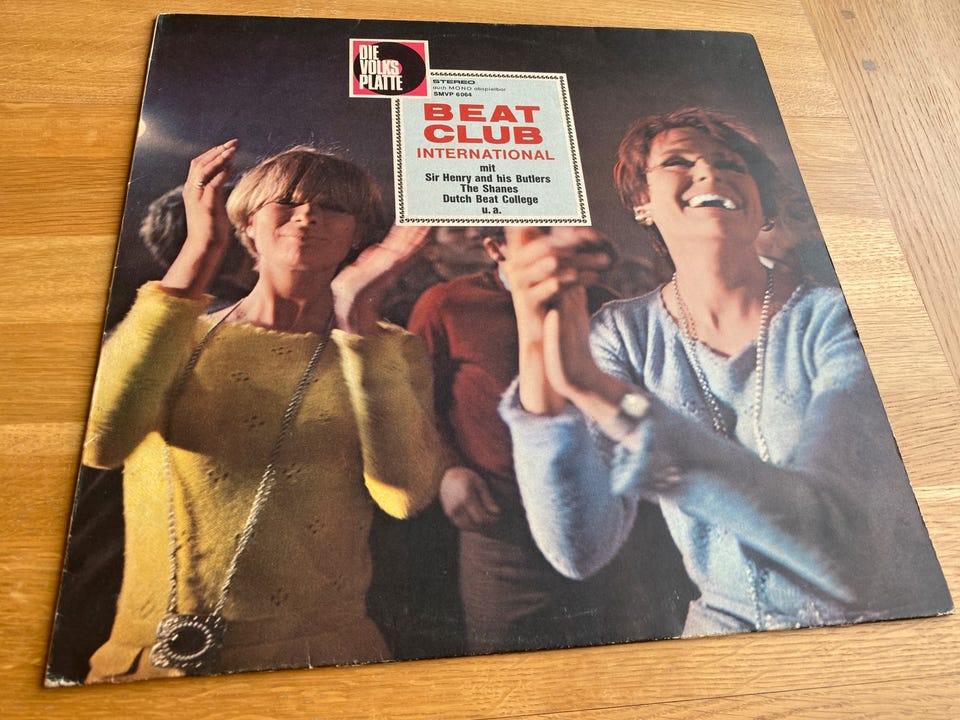 DIE
VOLKS
PLATTE
STEREO
auch MONO abspielbar
SMVP 6064
BEAT
CLUB
INTERNATIONAL
mit
Sir Henry and his Butlers
The Shanes
Dutch Beat College
u. a.